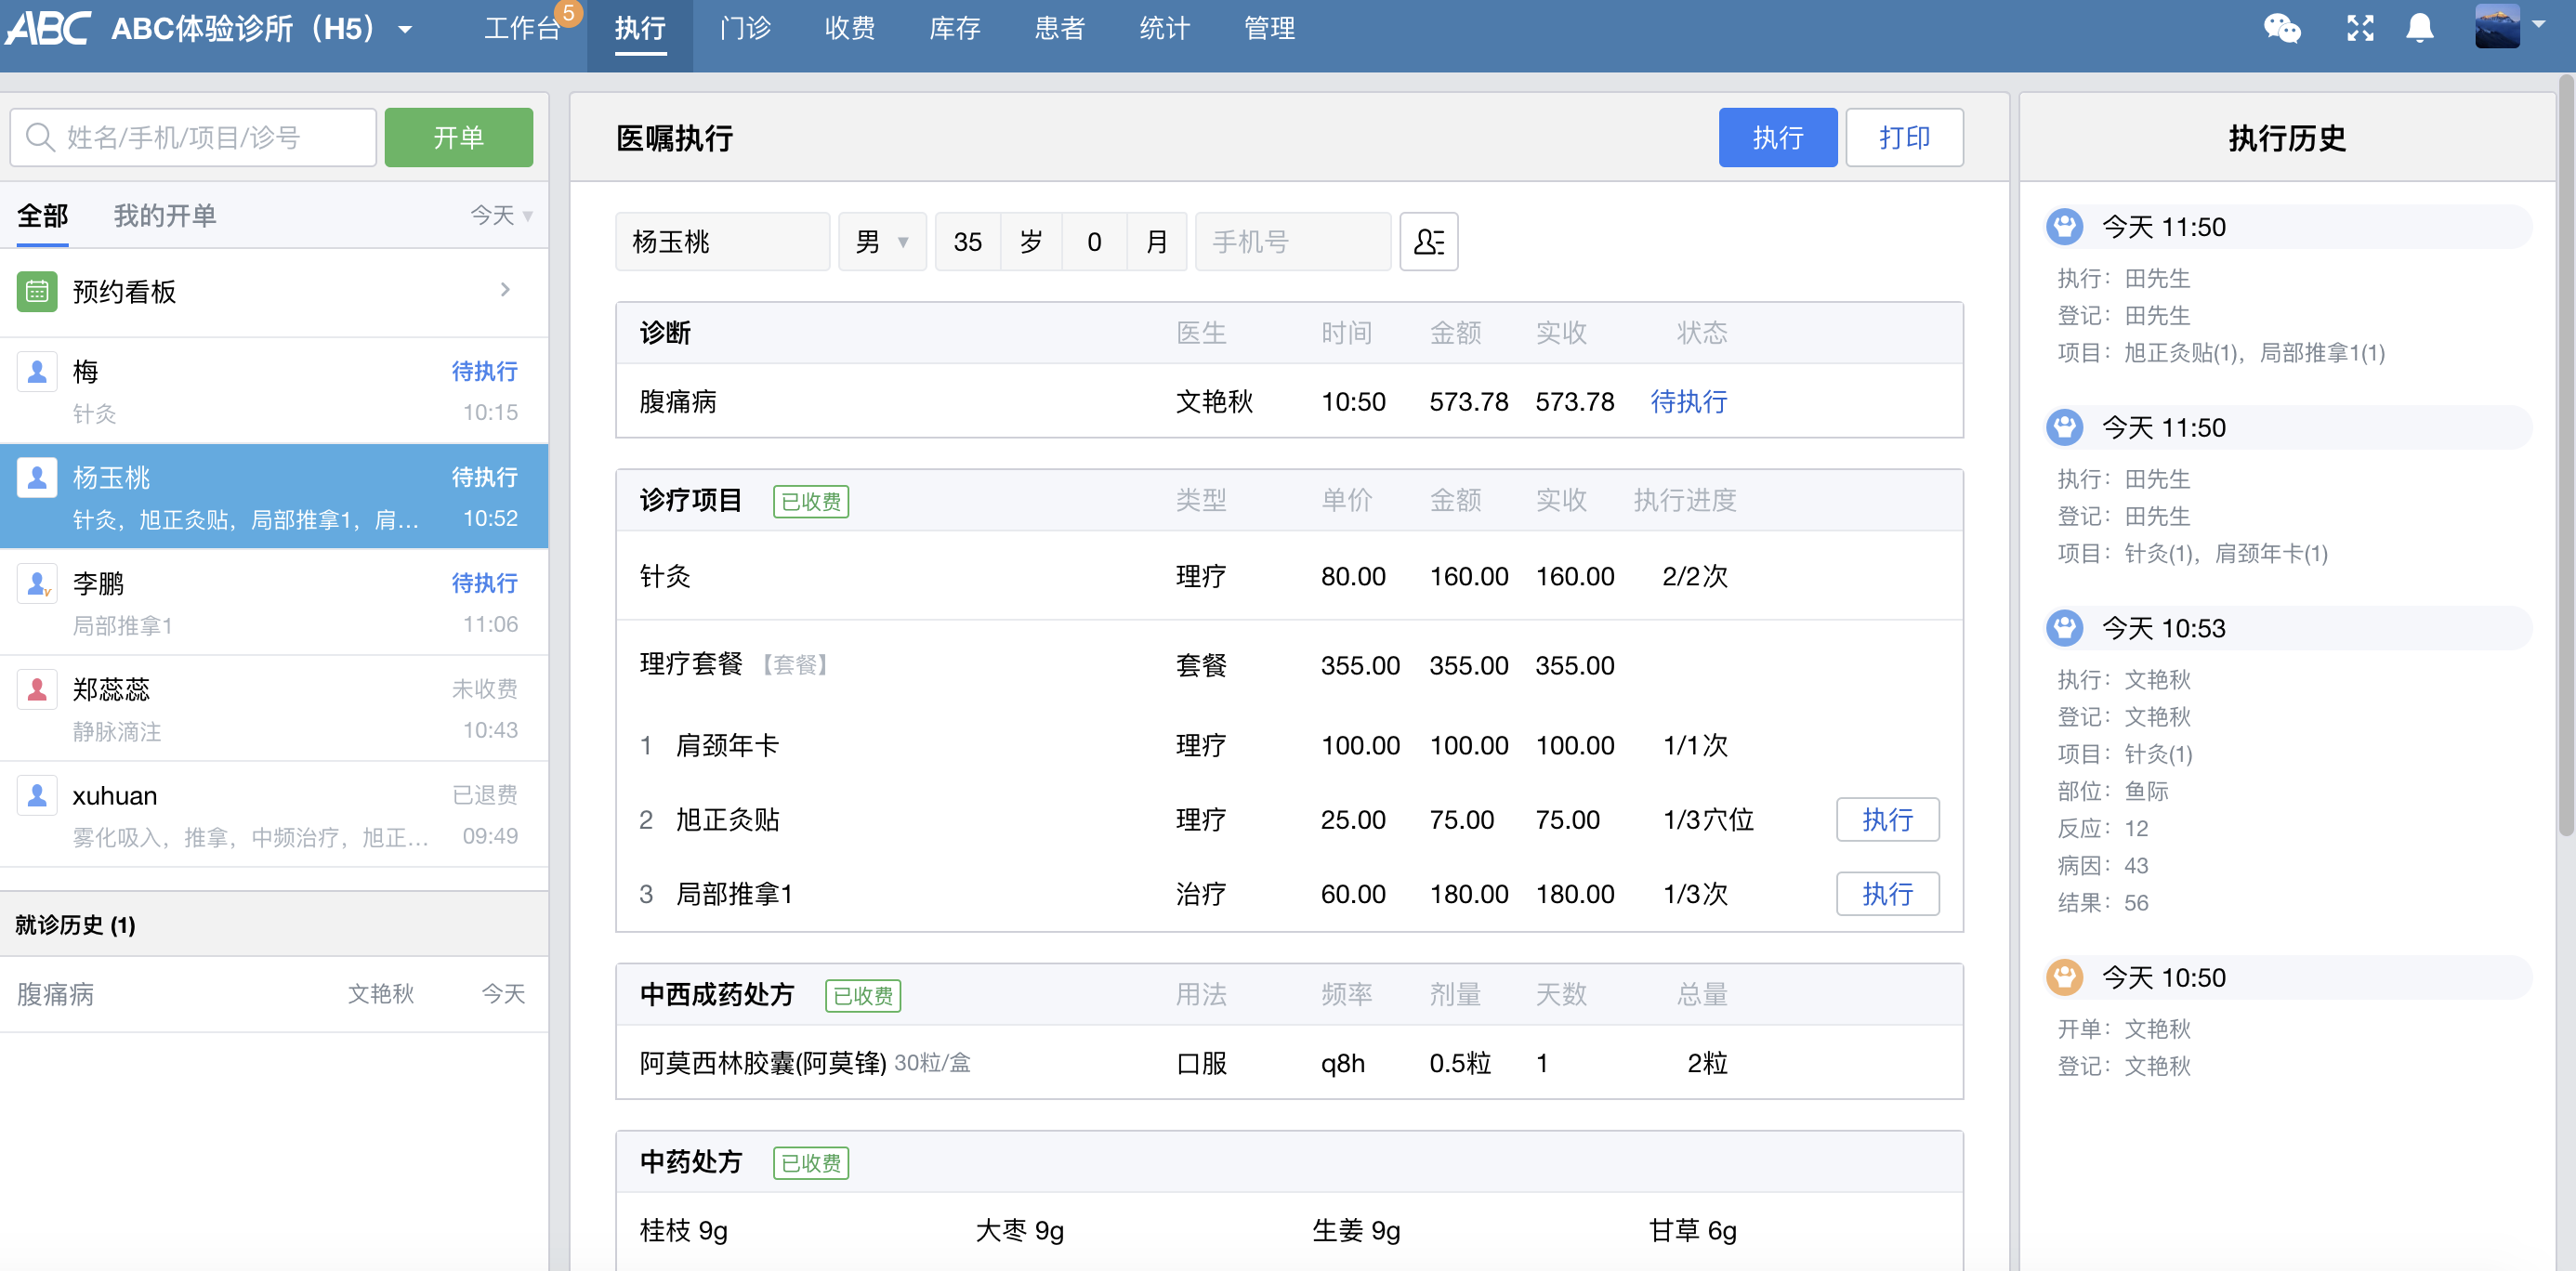 ABC ABC体验诊所（H5） 工作台 5 执行 门诊 收费 库存 患者 统计 管理
姓名/手机/项目/诊号 开单
全部 我的开单 今天
预约看板
梅 待执行
针灸 10:15
杨玉桃 待执行
针灸，旭正灸贴，局部推拿1，肩... 10:52
李鹏 待执行
局部推拿1 11:06
郑蕊蕊 未收费
静脉滴注 10:43
xuhuan 已退费
雾化吸入，推拿，中频治疗，旭正... 09:49
就诊历史 (1)
腹痛病 文艳秋 今天
医嘱执行 执行 打印
杨玉桃 男 35 岁 0 月 手机号
诊断 医生 时间 金额 实收 状态
腹痛病 文艳秋 10:50 573.78 573.78 待执行
诊疗项目 已收费 类型 单价 金额 实收 执行进度
针灸 理疗 80.00 160.00 160.00 2/2次
理疗套餐 【套餐】 套餐 355.00 355.00 355.00
1 肩颈年卡 理疗 100.00 100.00 100.00 1/1次
2 旭正灸贴 理疗 25.00 75.00 75.00 1/3穴位 执行
3 局部推拿1 治疗 60.00 180.00 180.00 1/3次 执行
中西成药处方 已收费 用法 频率 剂量 天数 总量
阿莫西林胶囊(阿莫锋) 30粒/盒 口服 q8h 0.5粒 1 2粒
中药处方 已收费
桂枝 9g 大枣 9g 生姜 9g 甘草 6g
执行历史
今天 11:50
执行：田先生
登记：田先生
项目：旭正灸贴(1)，局部推拿1(1)
今天 11:50
执行：田先生
登记：田先生
项目：针灸(1)，肩颈年卡(1)
今天 10:53
执行：文艳秋
登记：文艳秋
项目：针灸(1)
部位：鱼际
反应：12
病因：43
结果：56
今天 10:50
开单：文艳秋
登记：文艳秋